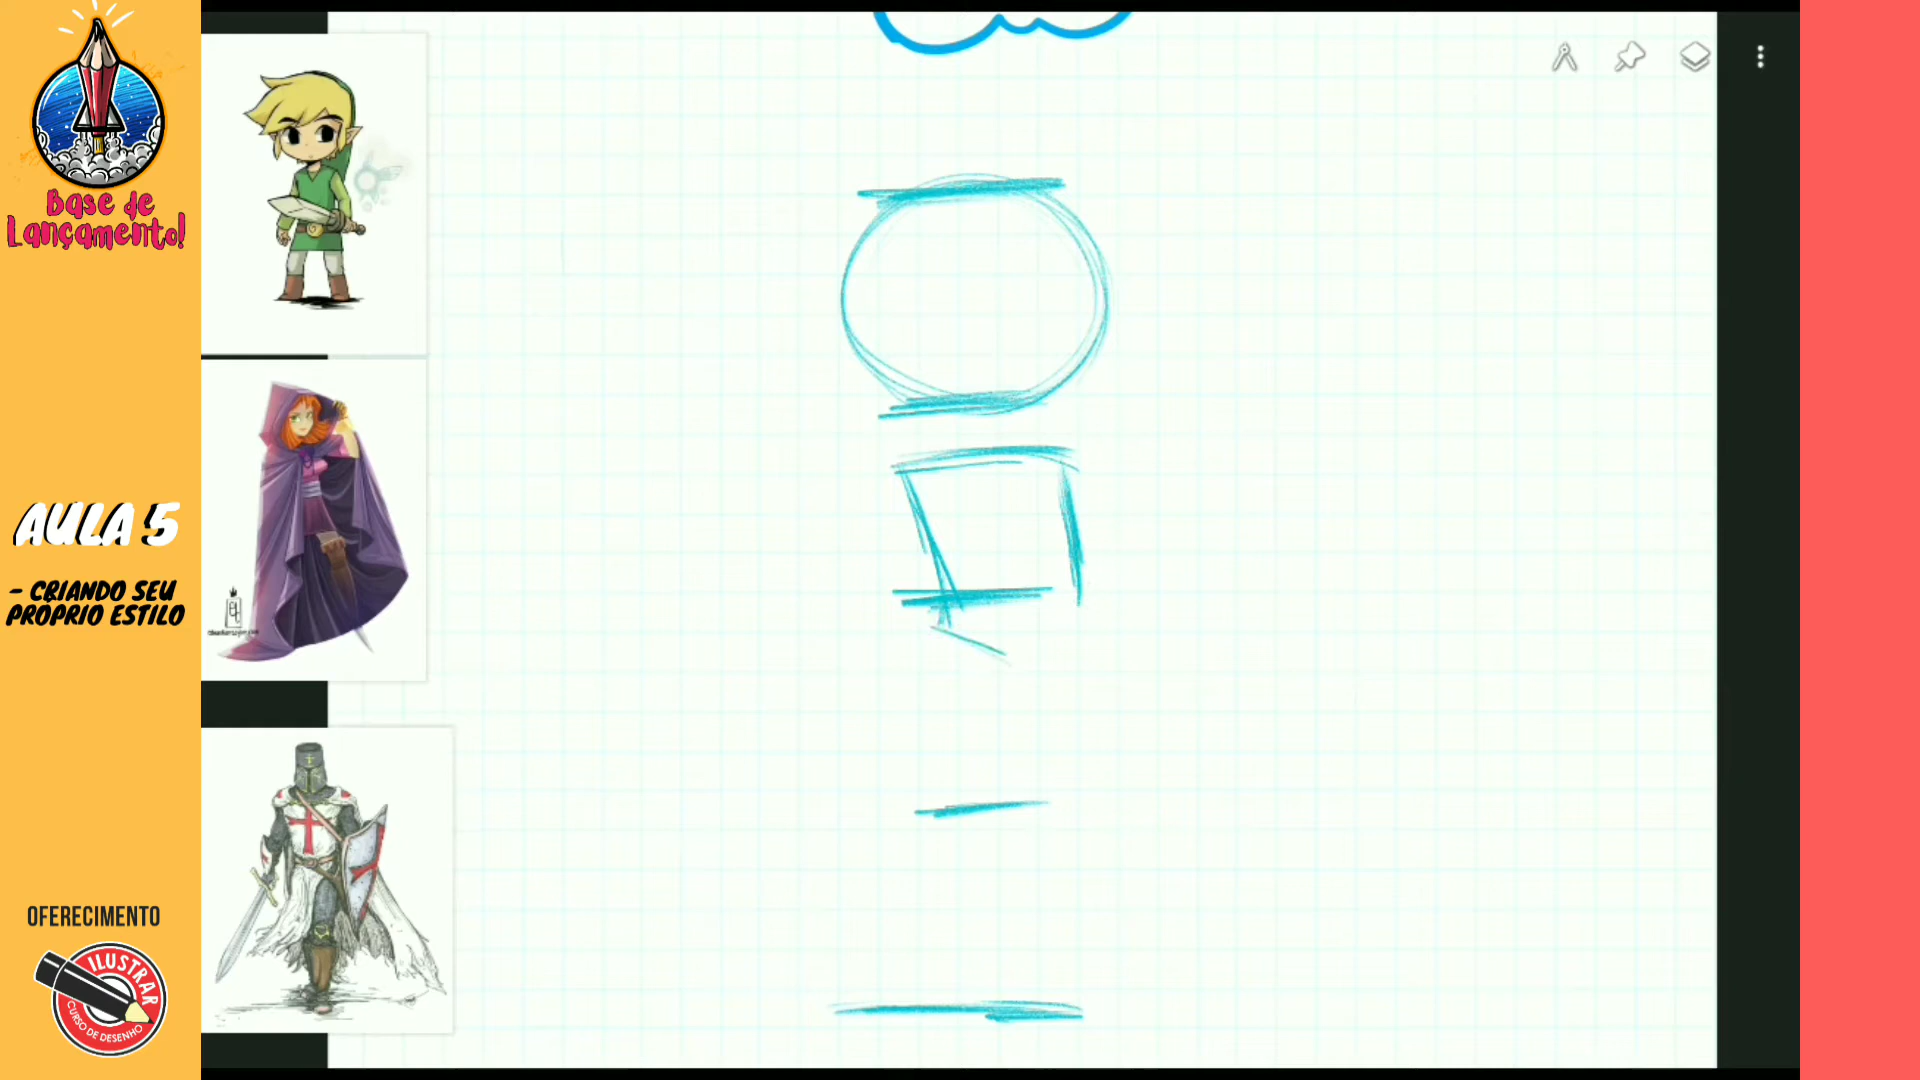 Base de
Lançamento!
AULA 5
- CRIANDO SEU
PRÓPRIO ESTILO
OFERECIMENTO
ILUSTRAR
CURSO DE DESENHO